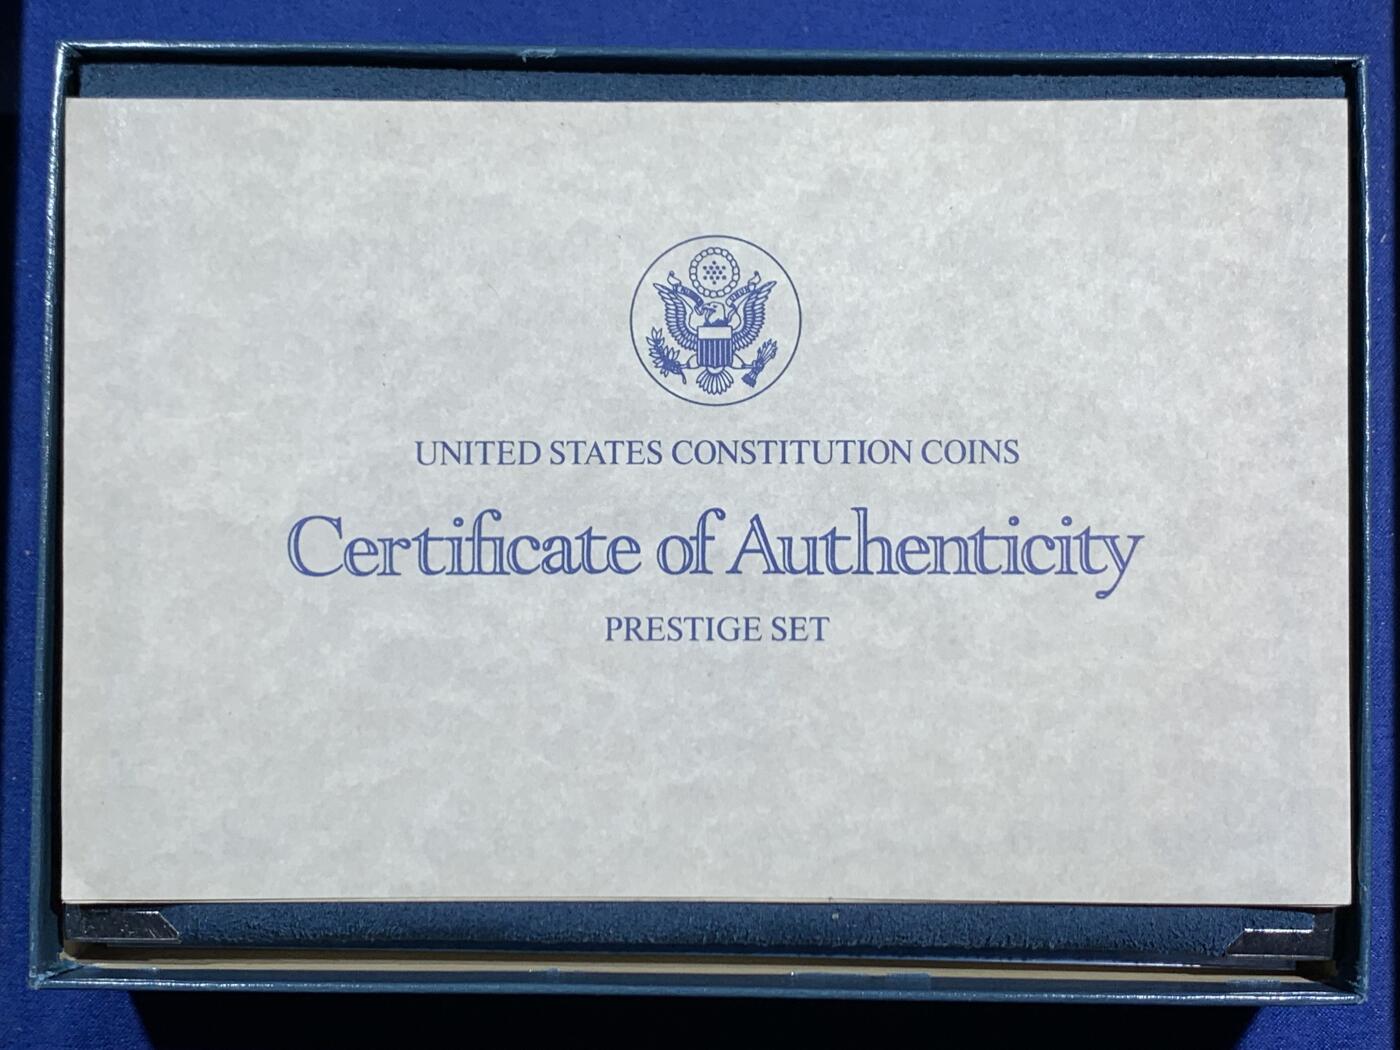 UNITED STATES CONSTITUTION COINS
Certificate of Authenticity
PRESTIGE SET